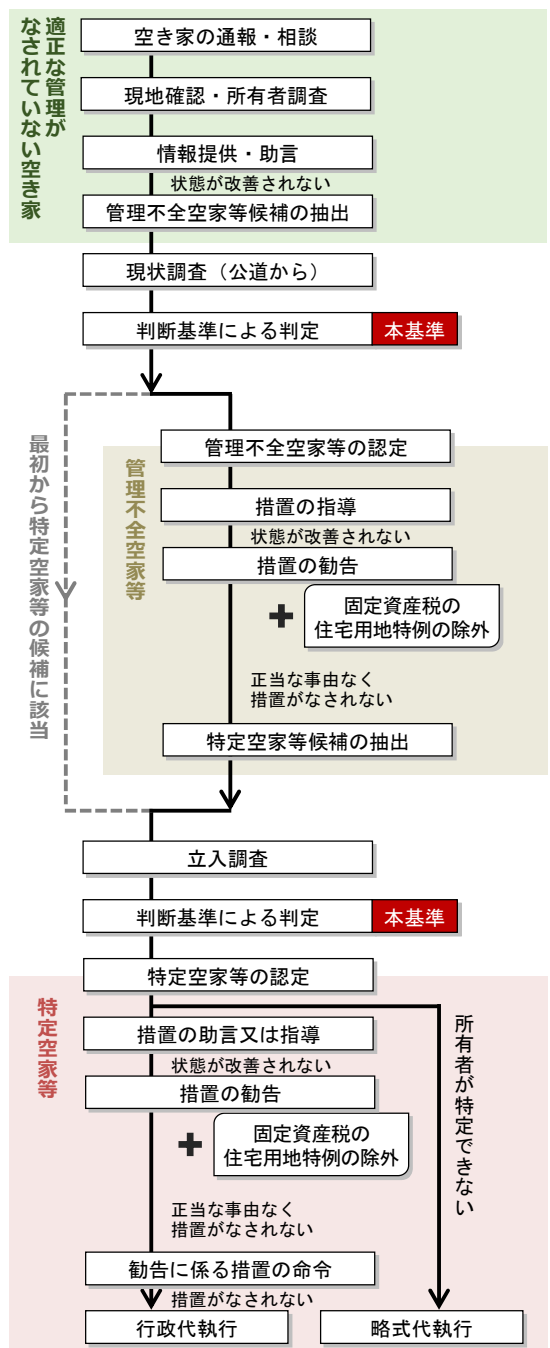 適正な管理が
なされていない空き家
空き家の通報・相談
現地確認・所有者調査
情報提供・助言
状態が改善されない
管理不全空家等候補の抽出
現状調査（公道から）
判断基準による判定
本基準
最初から特定空家等の候補に該当
管理不全空家等
管理不全空家等の認定
措置の指導
状態が改善されない
措置の勧告
＋
固定資産税の
住宅用地特例の除外
正当な事由なく
措置がなされない
特定空家等候補の抽出
立入調査
判断基準による判定
本基準
特定空家等の認定
特定空家等
措置の助言又は指導
状態が改善されない
措置の勧告
＋
固定資産税の
住宅用地特例の除外
所有者が特定できない
正当な事由なく
措置がなされない
勧告に係る措置の命令
措置がなされない
行政代執行
略式代執行